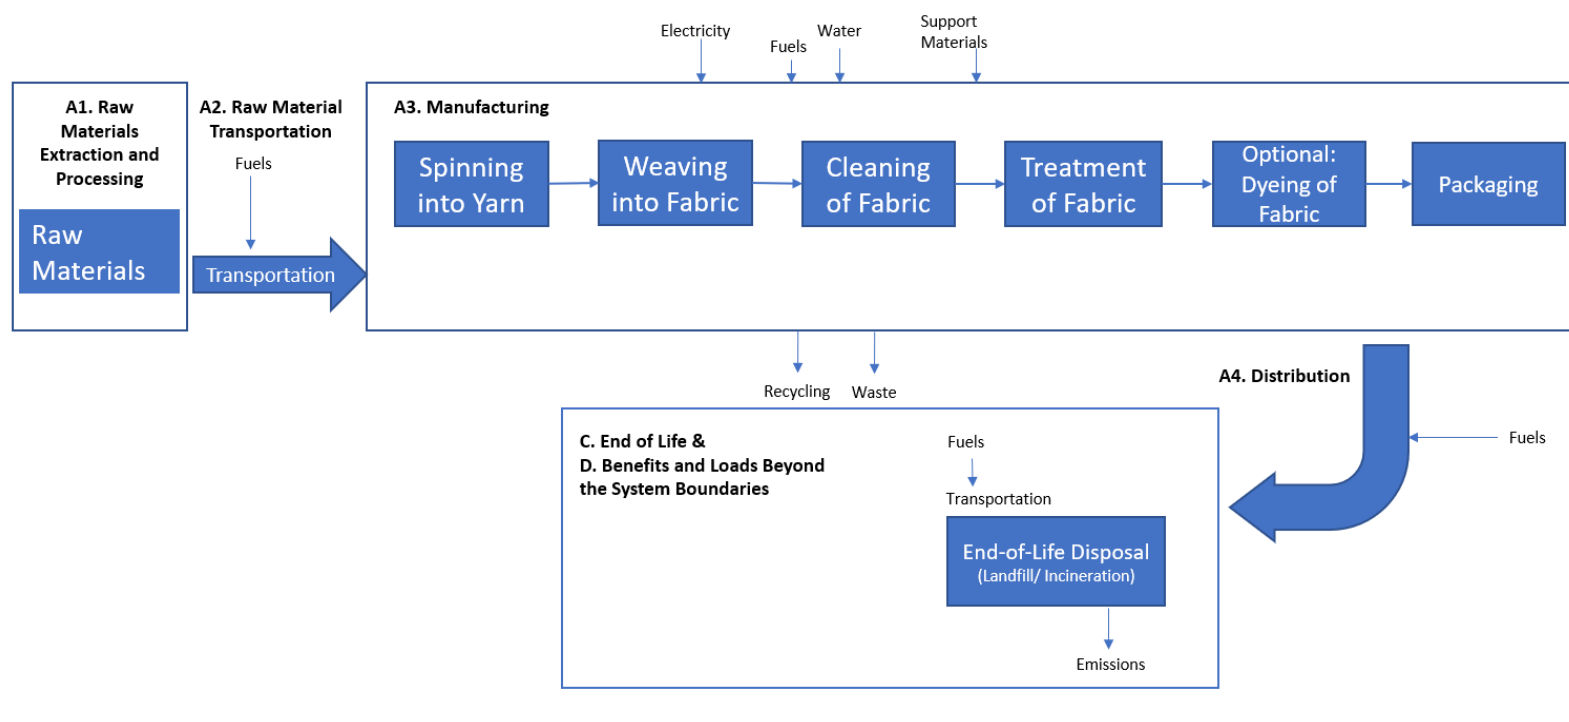 Electricity
Fuels
Water
Support
Materials
A1. Raw
Materials
Extraction and
Processing
Raw
Materials
A2. Raw Material
Transportation
Fuels
Transportation
A3. Manufacturing
Spinning
into Yarn
Weaving
into Fabric
Cleaning
of Fabric
Treatment
of Fabric
Optional:
Dyeing of
Fabric
Packaging
Recycling
Waste
A4. Distribution
Fuels
C. End of Life &
D. Benefits and Loads Beyond
the System Boundaries
Fuels
Transportation
End-of-Life Disposal
(Landfill/ Incineration)
Emissions